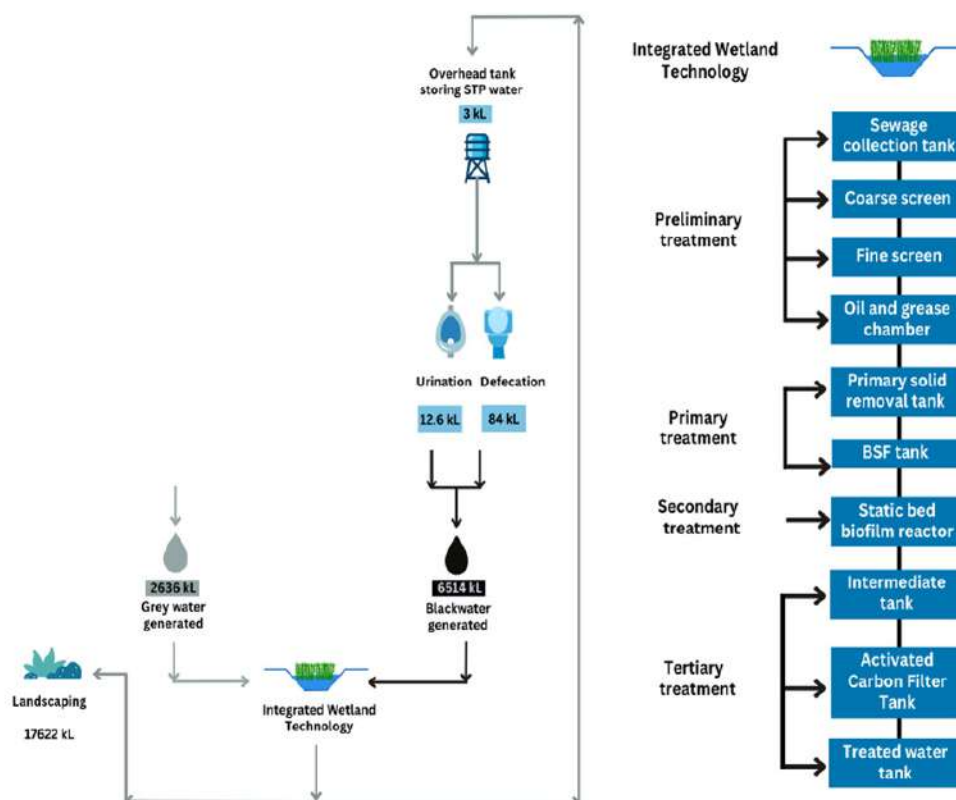 Overhead tank
storing STP water
3 kL
Urination
Defecation
12.6 kL
84 kL
2636 kL
Grey water
generated
6514 kL
Blackwater
generated
Landscaping
17622 kL
Integrated Wetland
Technology
Integrated Wetland
Technology
Preliminary
treatment
Sewage
collection tank
Coarse screen
Fine screen
Oil and grease
chamber
Primary
treatment
Primary solid
removal tank
BSF tank
Secondary
treatment
Static bed
biofilm reactor
Tertiary
treatment
Intermediate
tank
Activated
Carbon Filter
Tank
Treated water
tank